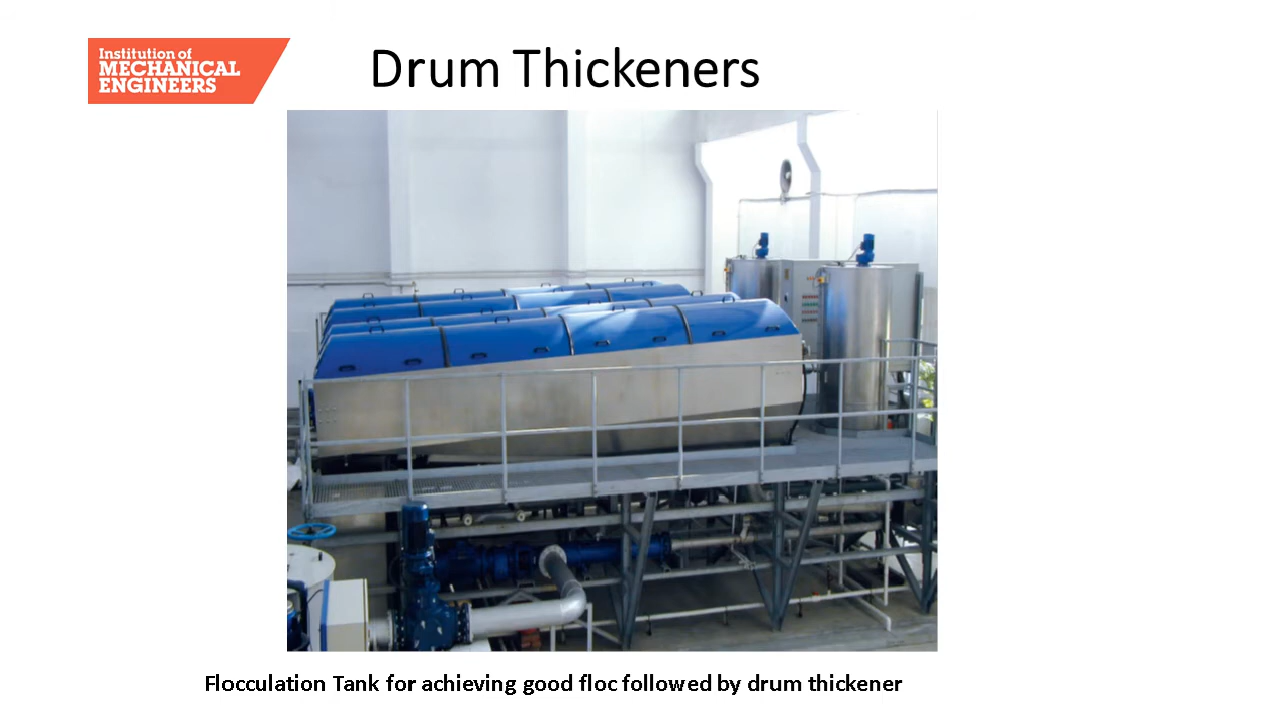 Institution of
MECHANICAL
ENGINEERS
Drum Thickeners
Flocculation Tank for achieving good floc followed by drum thickener